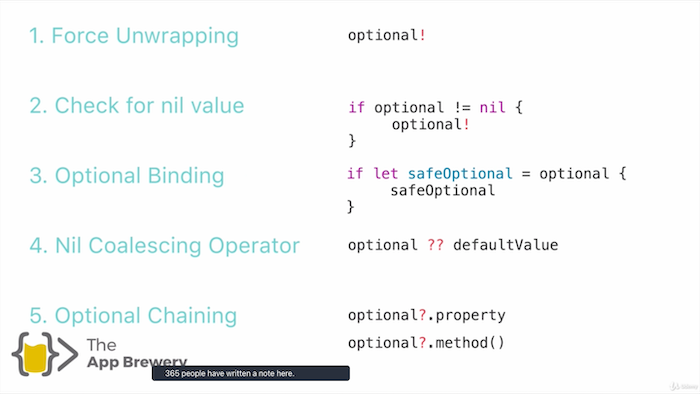 1. Force Unwrapping
optional!
2. Check for nil value
if optional != nil {
optional!
}
3. Optional Binding
if let safeOptional = optional {
safeOptional
}
4. Nil Coalescing Operator
optional ?? defaultValue
5. Optional Chaining
optional?.property
optional?.method()
The
App Brewery
365 people have written a note here.
Udemy